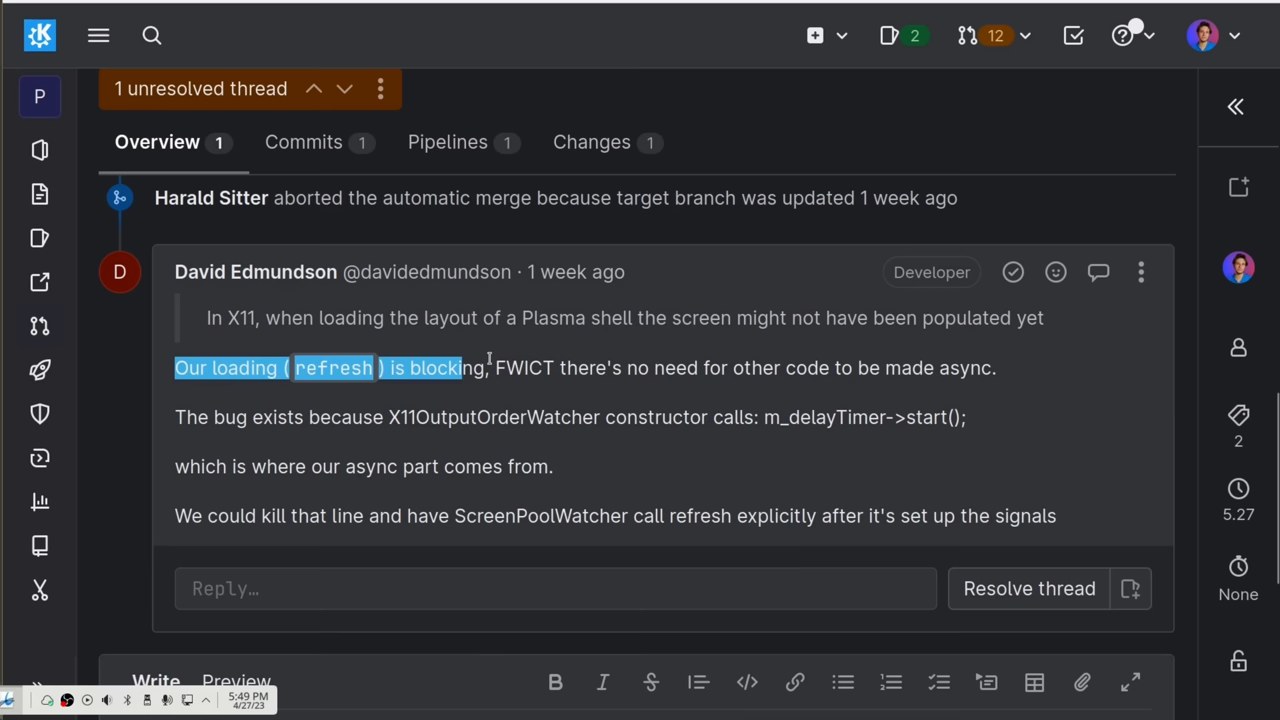 2
12
P
1 unresolved thread
Overview 1
Commits 1
Pipelines 1
Changes 1
Harald Sitter aborted the automatic merge because target branch was updated 1 week ago
D
David Edmundson @davidedmundson · 1 week ago
Developer
In X11, when loading the layout of a Plasma shell the screen might not have been populated yet
Our loading ( refresh ) is blocking, FWICT there's no need for other code to be made async.
The bug exists because X11OutputOrderWatcher constructor calls: m_delayTimer->start();
which is where our async part comes from.
We could kill that line and have ScreenPoolWatcher call refresh explicitly after it's set up the signals
Reply…
Resolve thread
2
5.27
None
Write Preview
B
I
S
5:49 PM
4/27/23